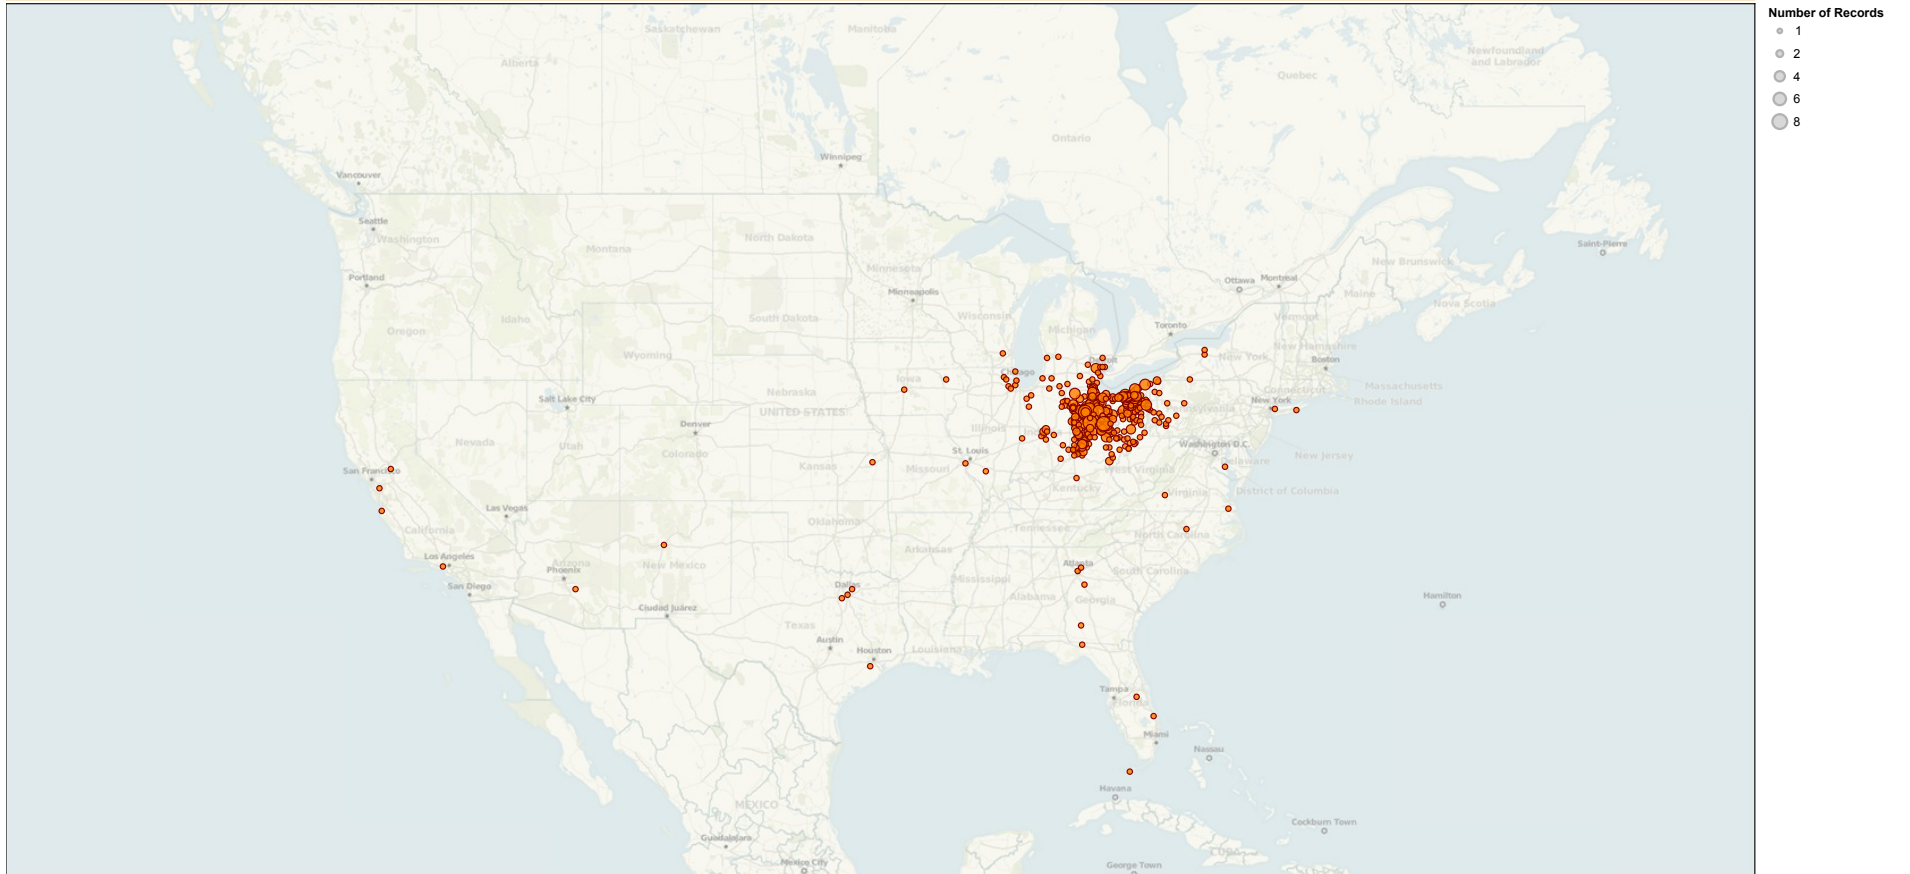 Number of Records
1
2
4
6
8
Saskatchewan
Manitoba
Newfoundland
and Labrador
Alberta
Quebec
Ontario
Winnipeg
Vancouver
Seattle
Washington
Montana
North Dakota
Saint-Pierre
New Brunswick
Minnesota
Portland
Ottawa
Montreal
Minneapolis
Maine
Nova Scotia
Idaho
South Dakota
Wisconsin
Vermont
Oregon
Michigan
Toronto
New Hampshire
Wyoming
New York
Boston
Detroit
Chicago
Iowa
Massachusetts
Nebraska
Connecticut
Salt Lake City
New York
Rhode Island
UNITED STATES
Pennsylvania
Denver
Illinois
Nevada
Utah
Colorado
St. Louis
Washington D.C.
New Jersey
Delaware
San Francisco
Kansas
Missouri
West Virginia
Kentucky
Virginia
District of Columbia
Las Vegas
California
Oklahoma
Tennessee
North Carolina
Los Angeles
Arizona
New Mexico
Arkansas
Phoenix
Atlanta
South Carolina
San Diego
Dallas
Mississippi
Alabama
Georgia
Hamilton
Ciudad Juárez
Texas
Austin
Houston
Louisiana
Tampa
Florida
Miami
Nassau
Havana
MEXICO
Guadalajara
Cockburn Town
CUBA
Mexico City
George Town